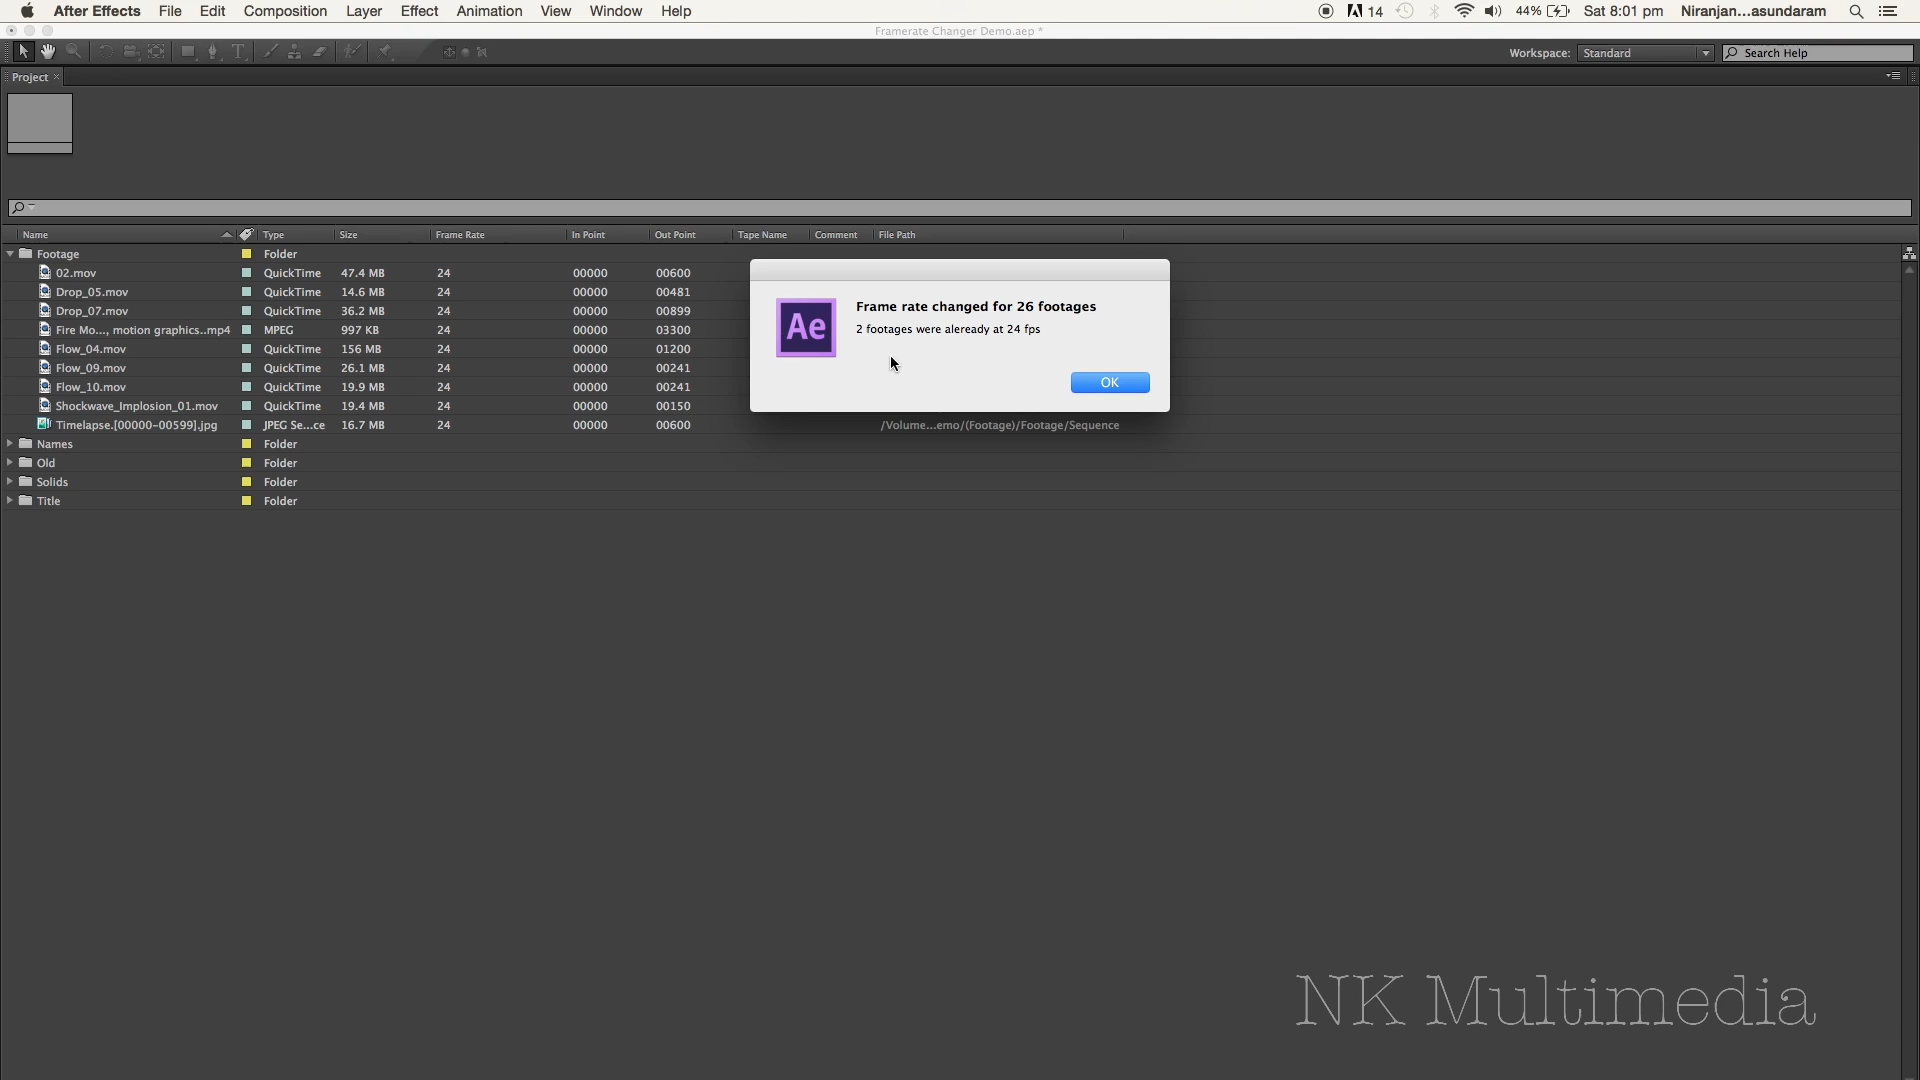 After Effects File Edit Composition Layer Effect Animation View Window Help 14 44% Sat 8:01 pm Niranjan...asundaram
Framerate Changer Demo.aep *
Workspace: Standard Search Help
Project
Name Type Size Frame Rate In Point Out Point Tape Name Comment File Path
Footage Folder
02.mov QuickTime 47.4 MB 24 00000 00600
Drop_05.mov QuickTime 14.6 MB 24 00000 00481
Drop_07.mov QuickTime 36.2 MB 24 00000 00899
Fire Mo..., motion graphics..mp4 MPEG 997 KB 24 00000 03300
Flow_04.mov QuickTime 156 MB 24 00000 01200
Flow_09.mov QuickTime 26.1 MB 24 00000 00241
Flow_10.mov QuickTime 19.9 MB 24 00000 00241
Shockwave_Implosion_01.mov QuickTime 19.4 MB 24 00000 00150
Timelapse.[00000-00599].jpg JPEG Se...ce 16.7 MB 24 00000 00600 /Volume...emo/(Footage)/Footage/Sequence
Names Folder
Old Folder
Solids Folder
Title Folder
Ae
Frame rate changed for 26 footages
2 footages were aleready at 24 fps
OK
NK Multimedia